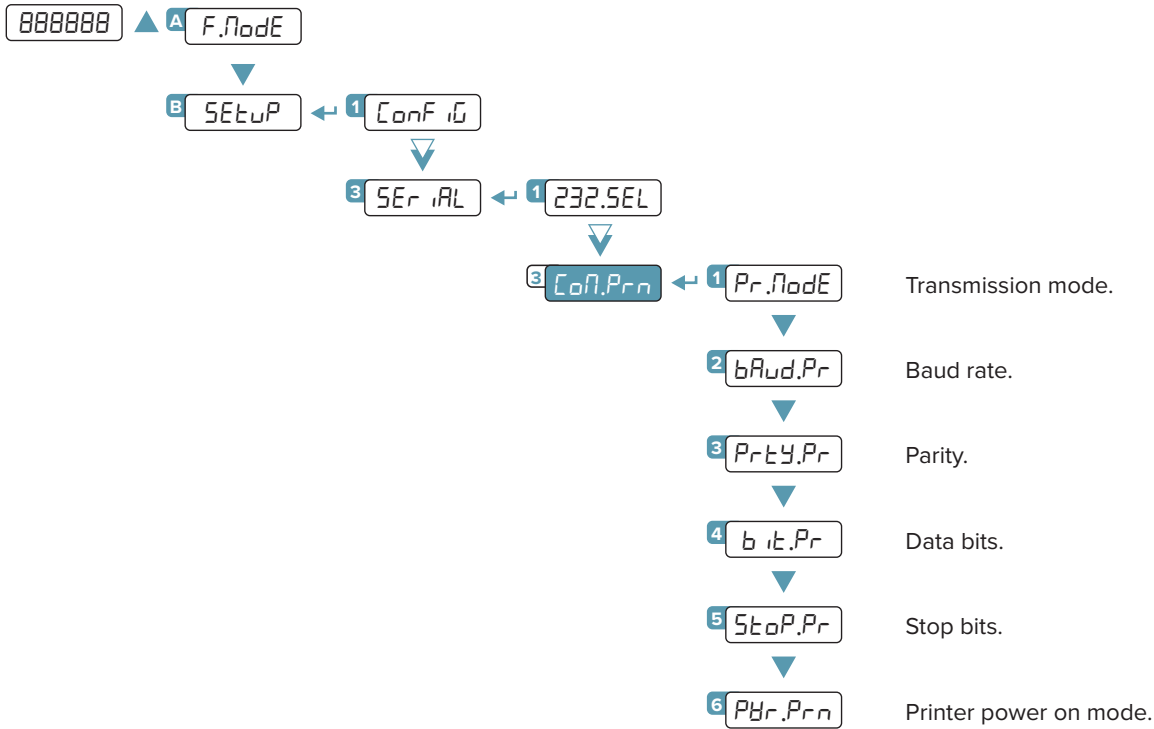 888888 A F.ModE
B SEtuP 1 ConFiG
3 SEriAL 1 232.SEL
3 CoM.Prn 1 Pr.ModE Transmission mode.
2 bAud.Pr Baud rate.
3 PrtY.Pr Parity.
4 bit.Pr Data bits.
5 StoP.Pr Stop bits.
6 PWr.Prn Printer power on mode.